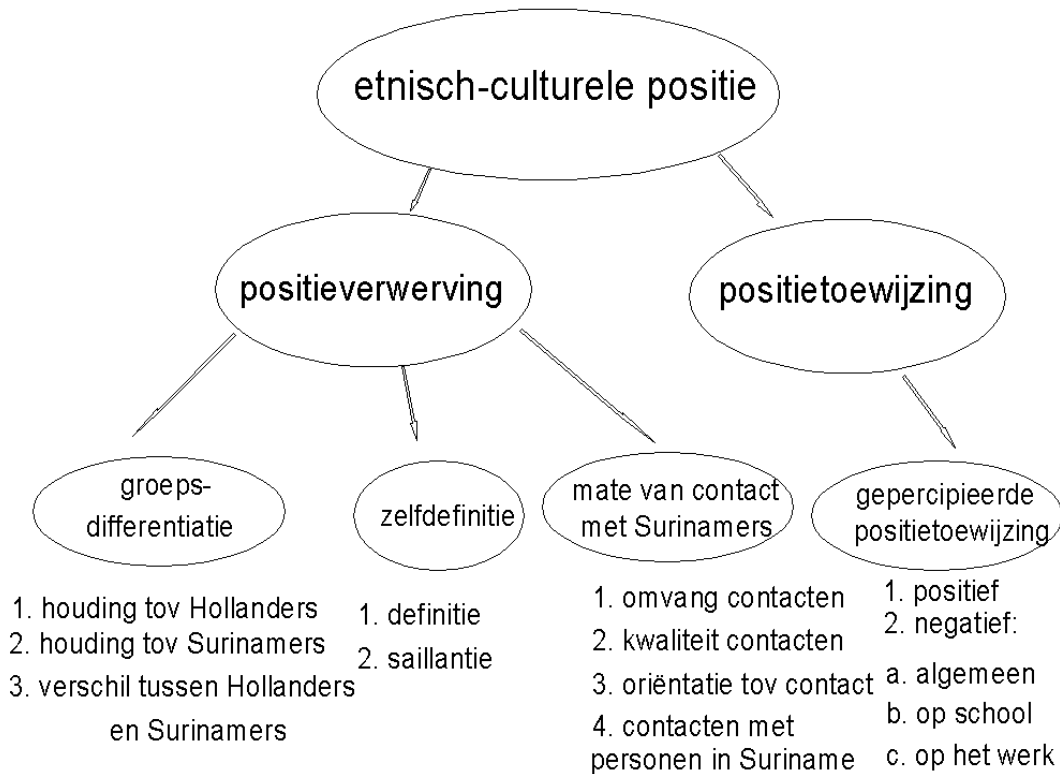 etnisch-culturele positie
positieverwerving
positietoewijzing
groeps-
differentiatie
zelfdefinitie
mate van contact
met Surinamers
gepercipieerde
positietoewijzing
1. houding tov Hollanders
2. houding tov Surinamers
3. verschil tussen Hollanders
en Surinamers
1. definitie
2. saillantie
1. omvang contacten
2. kwaliteit contacten
3. oriëntatie tov contact
4. contacten met
personen in Suriname
1. positief
2. negatief:
a. algemeen
b. op school
c. op het werk